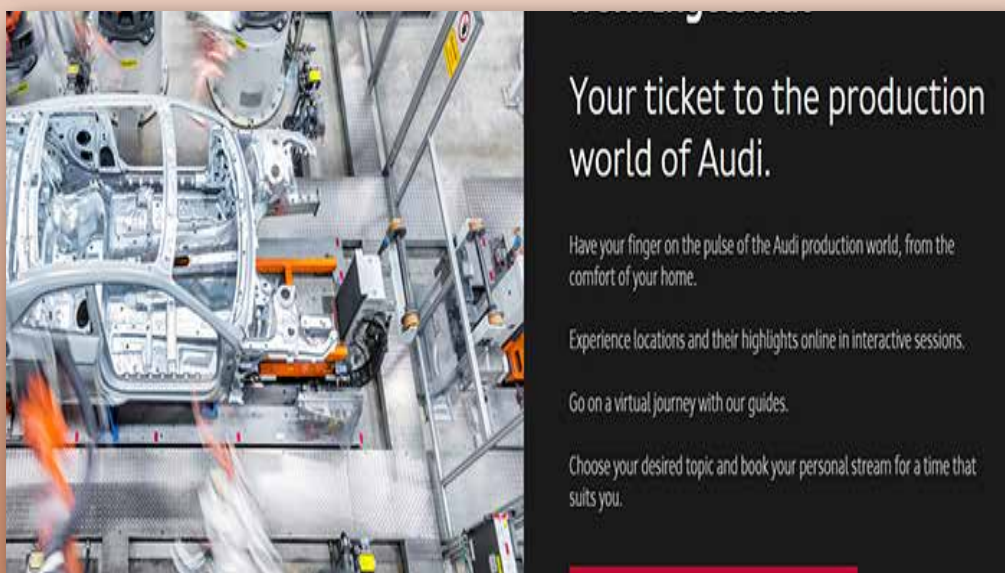 Your ticket to the production
world of Audi.
Have your finger on the pulse of the Audi production world, from the
comfort of your home.
Experience locations and their highlights online in interactive sessions.
Go on a virtual journey with our guides.
Choose your desired topic and book your personal stream for a time that
suits you.